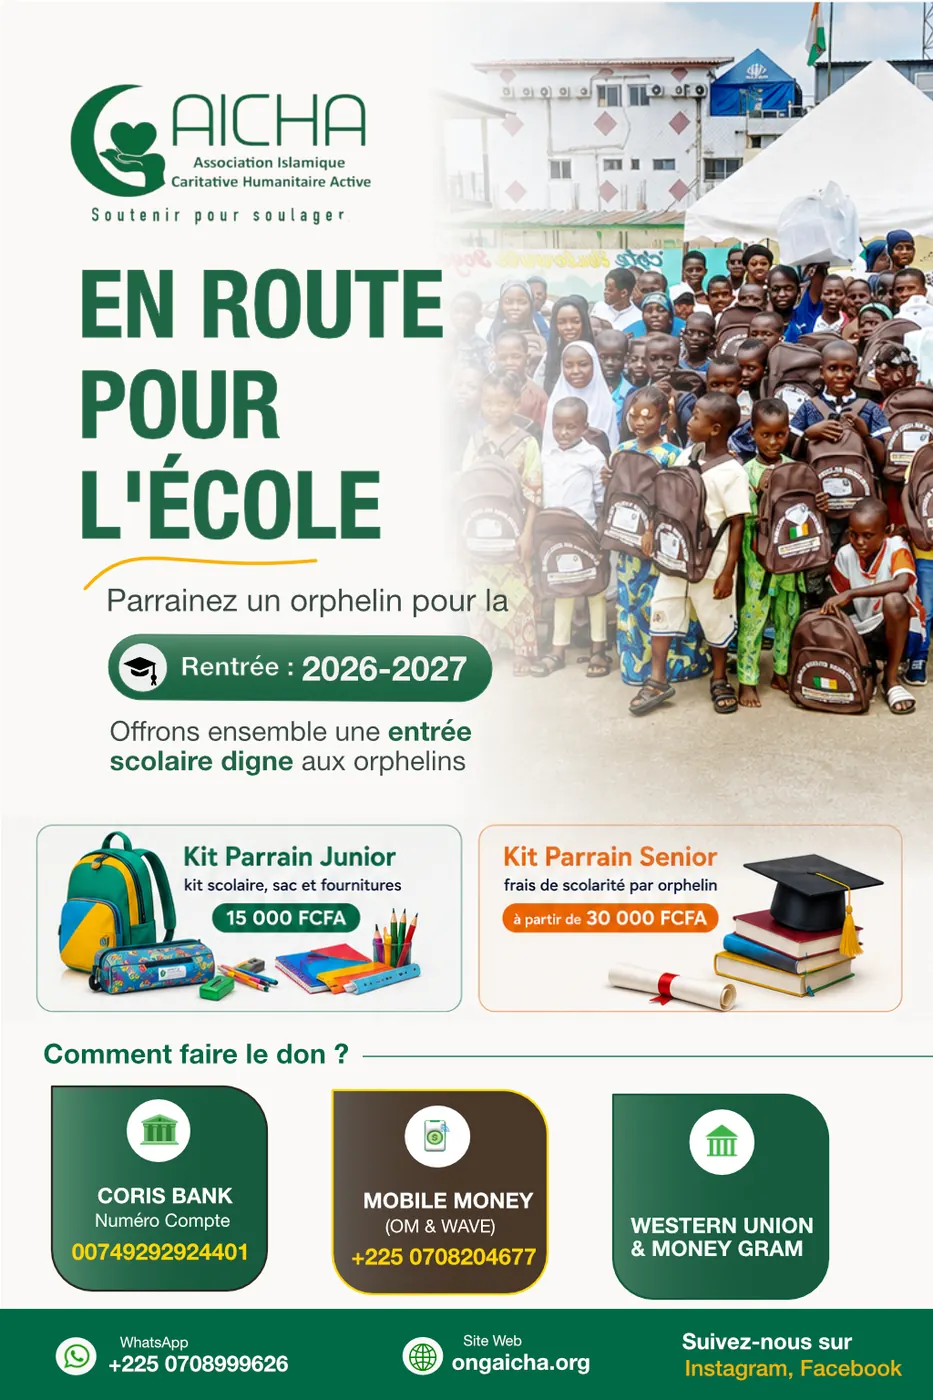 AICHA
Association Islamique
Caritative Humanitaire Active
Soutenir pour soulager
EN ROUTE
POUR
L'ÉCOLE
Parrainez un orphelin pour la
Rentrée : 2026-2027
Offrons ensemble une entrée
scolaire digne aux orphelins
Kit Parrain Junior
kit scolaire, sac et fournitures
15 000 FCFA
Kit Parrain Senior
frais de scolarité par orphelin
à partir de 30 000 FCFA
Comment faire le don ?
CORIS BANK
Numéro Compte
00749292924401
MOBILE MONEY
(OM & WAVE)
+225 0708204677
WESTERN UNION
& MONEY GRAM
WhatsApp
+225 0708999626
Site Web
ongaicha.org
Suivez-nous sur
Instagram, Facebook